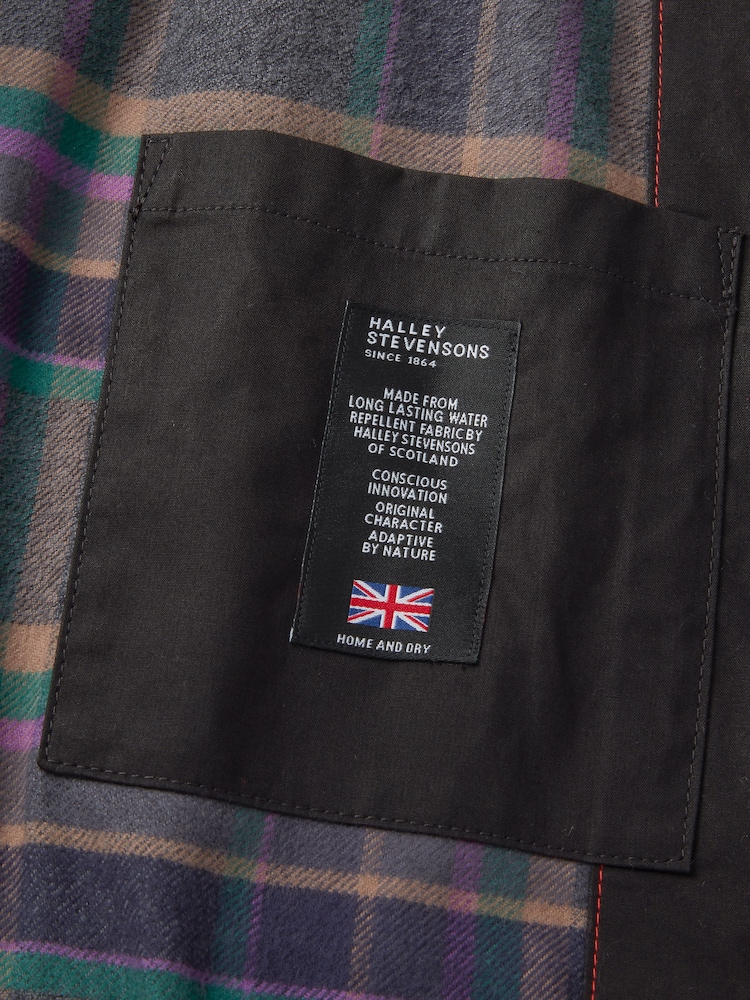 HALLEY
STEVENSONS
SINCE 1864
MADE FROM
LONG LASTING WATER
REPELLENT FABRIC BY
HALLEY STEVENSONS
OF SCOTLAND
CONSCIOUS
INNOVATION
ORIGINAL
CHARACTER
ADAPTIVE
BY NATURE
HOME AND DRY